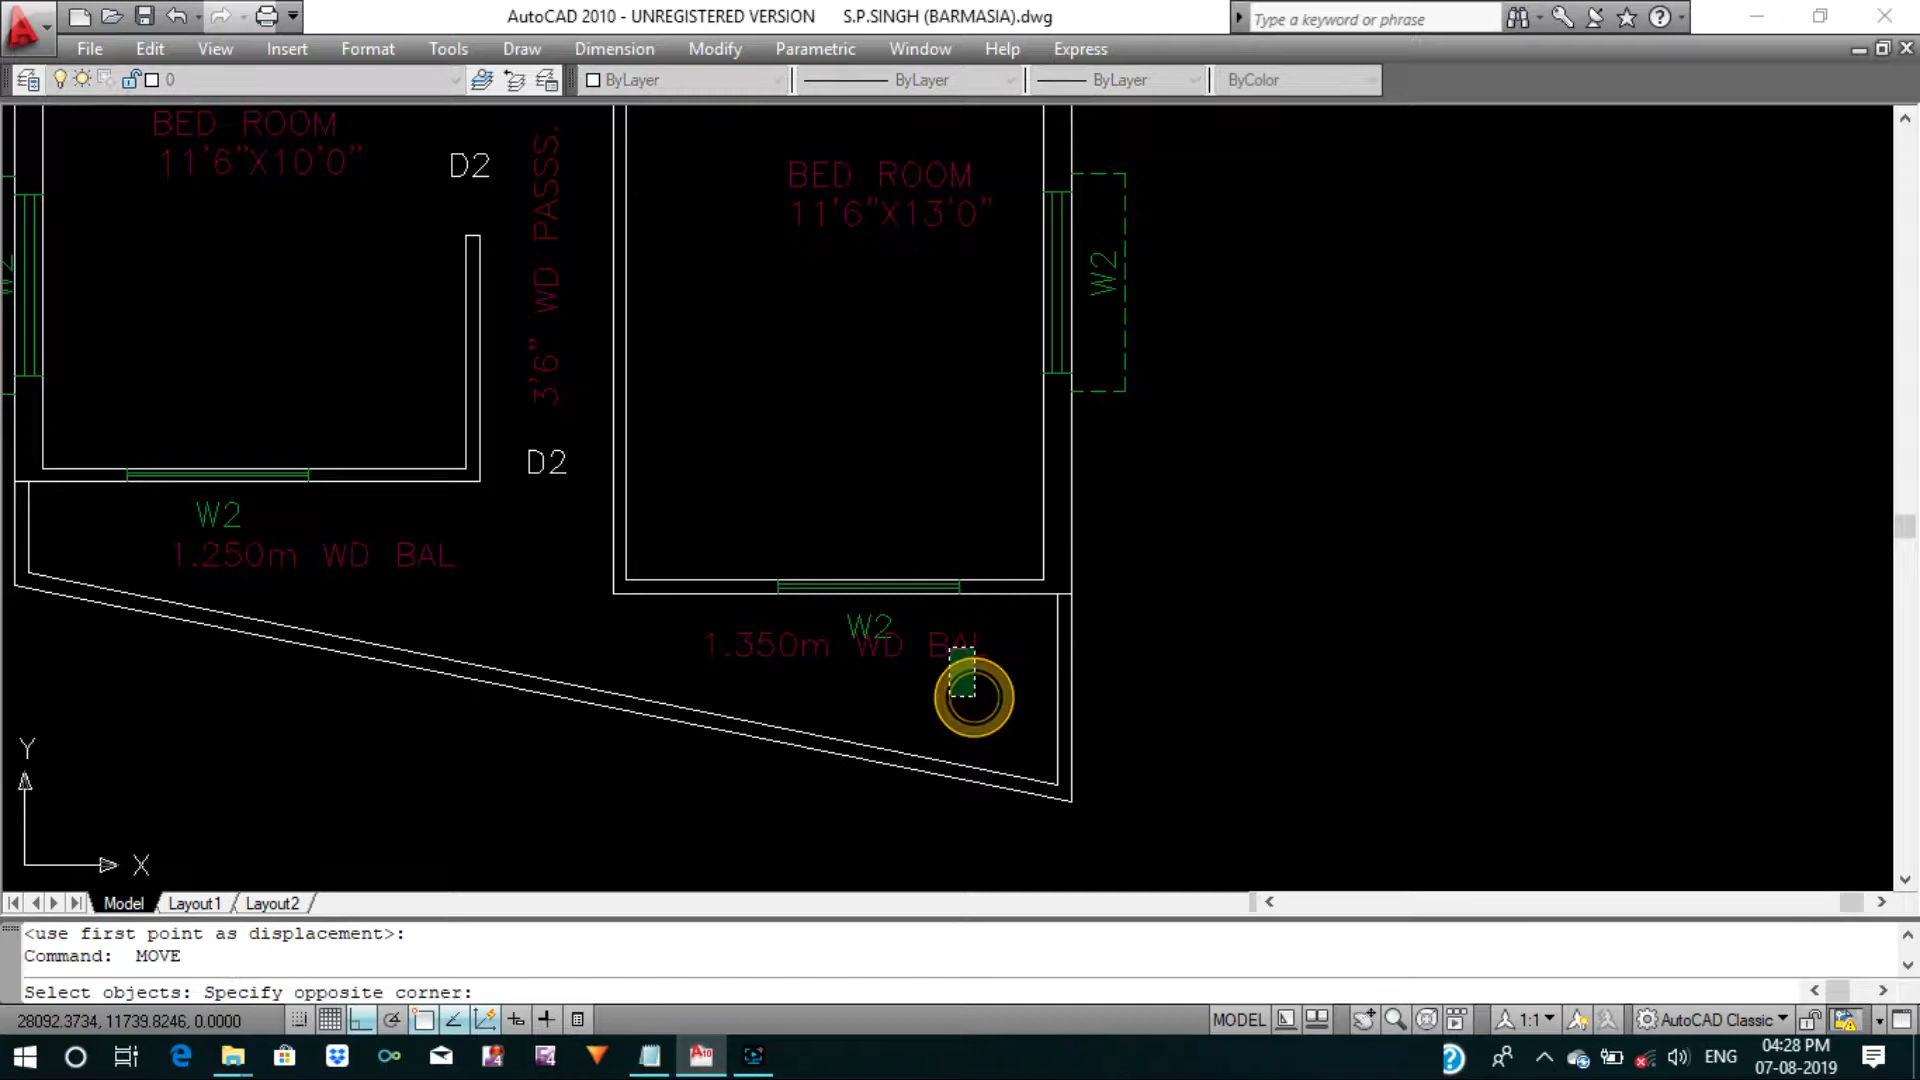 AutoCAD 2010 - UNREGISTERED VERSION S.P.SINGH (BARMASIA).dwg
Type a keyword or phrase
File Edit View Insert Format Tools Draw Dimension Modify Parametric Window Help Express
0 ByLayer ByLayer ByLayer ByColor
BED ROOM
11'6"X10'0"
D2
3'6" WD PASS.
BED ROOM
11'6"X13'0"
W2
W2
D2
W2
1.250m WD BAL
W2
1.350m WD BAL
Y
X
Model Layout1 Layout2
<use first point as displacement>:
Command: MOVE
Select objects: Specify opposite corner:
28092.3734, 11739.8246, 0.0000 MODEL 1:1 AutoCAD Classic
ENG 04:28 PM
07-08-2019